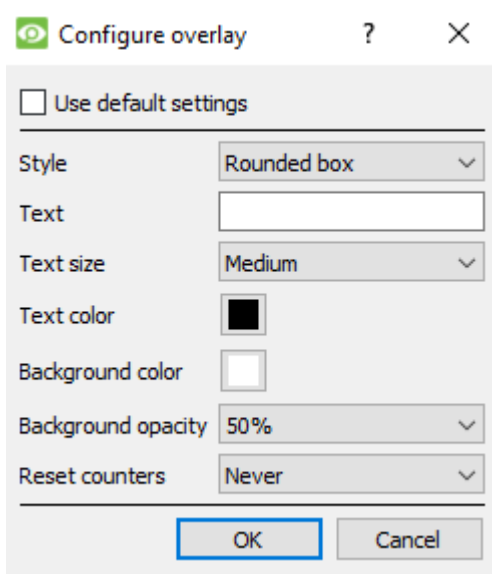 Configure overlay ?
Use default settings
Style Rounded box
Text
Text size Medium
Text color
Background color
Background opacity 50%
Reset counters Never
OK Cancel